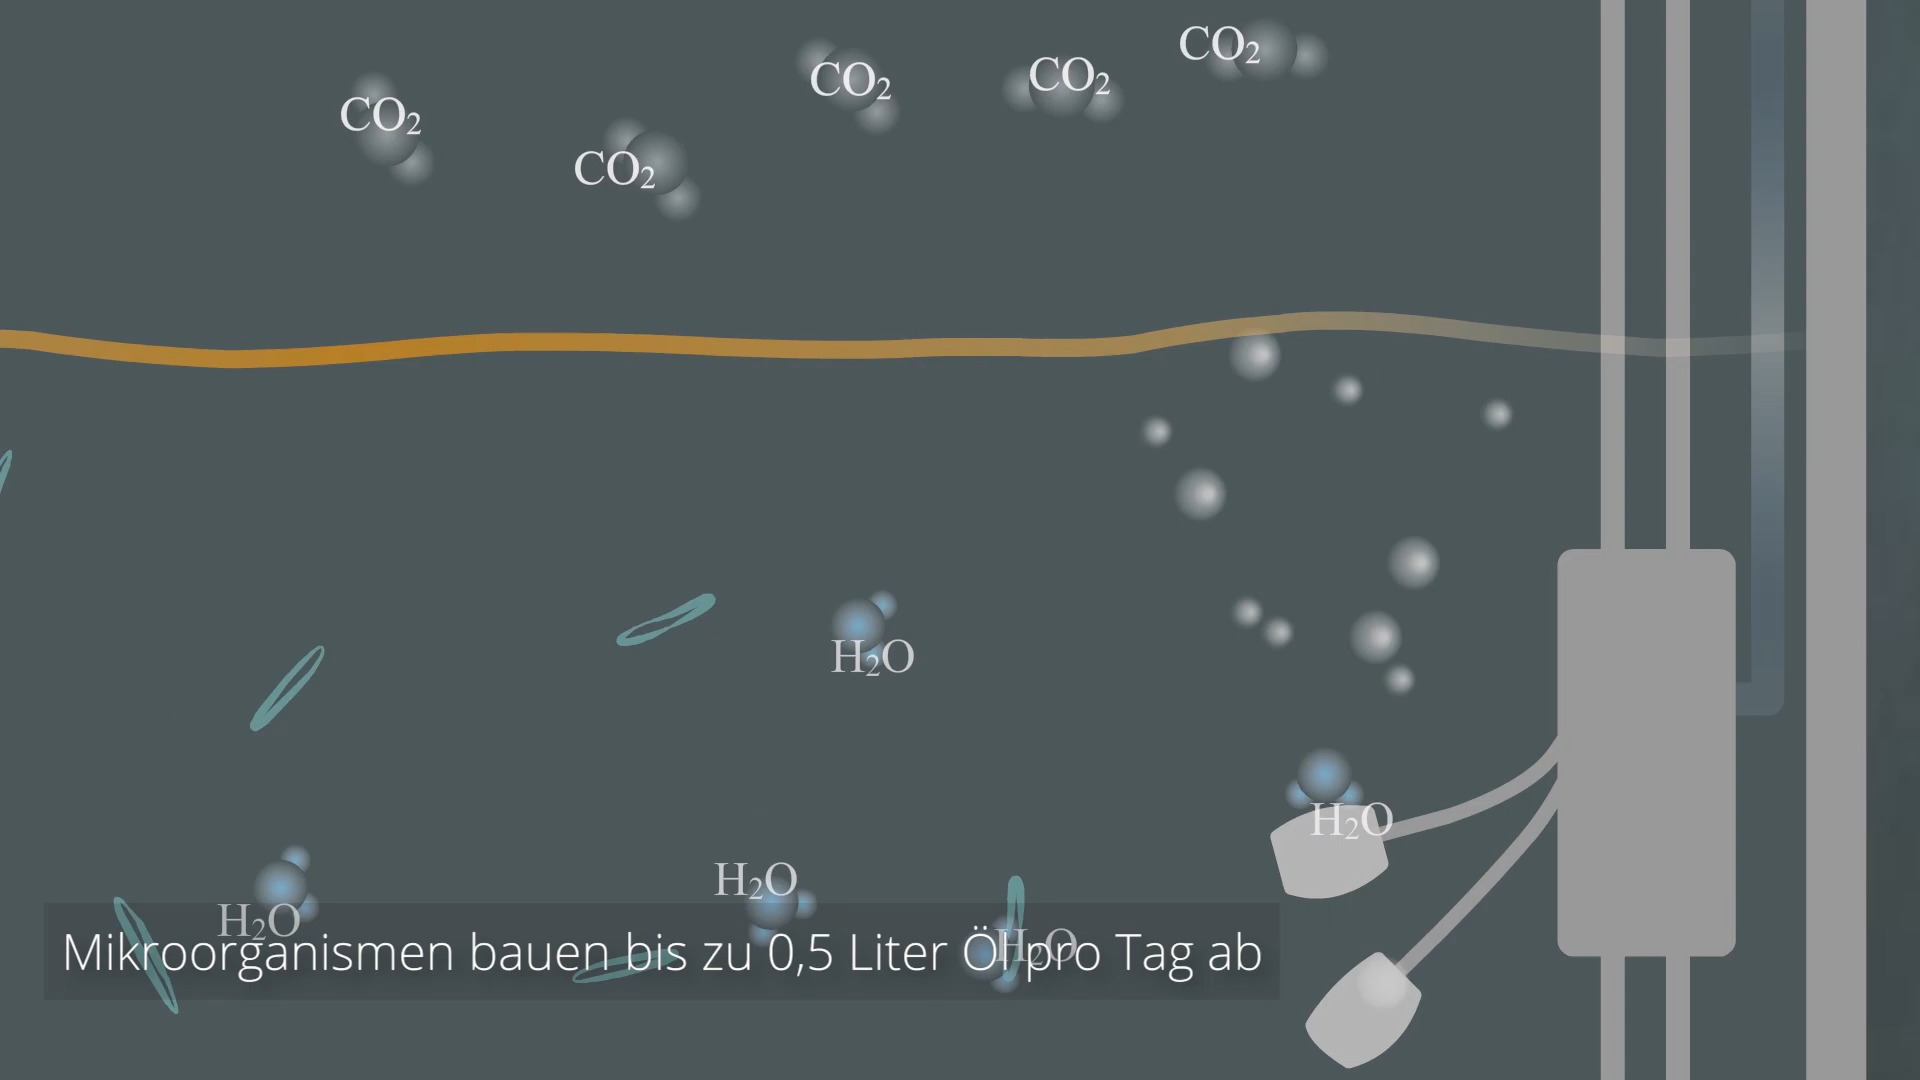 CO₂
CO₂
CO₂
CO₂
CO₂
H₂O
H₂O
H₂O
H₂O
H₂O
Mikroorganismen bauen bis zu 0,5 Liter Öl pro Tag ab